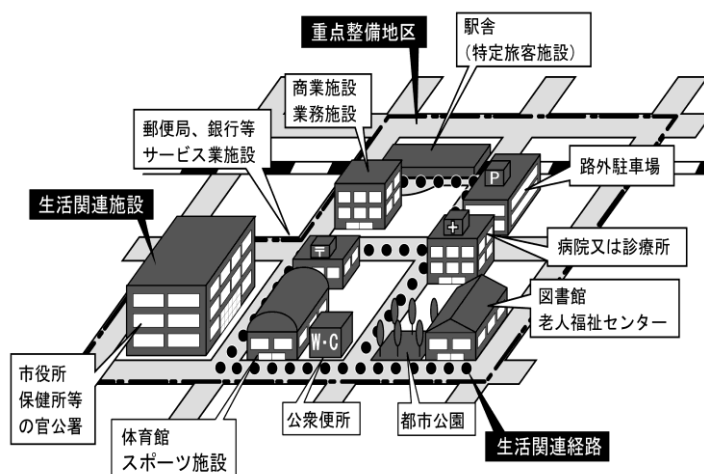 重点整備地区
駅舎
(特定旅客施設)
商業施設
業務施設
郵便局、銀行等
サービス業施設
路外駐車場
P
生活関連施設
〒
病院又は診療所
図書館
老人福祉センター
W・C
市役所
保健所等
の官公署
体育館
スポーツ施設
公衆便所
都市公園
生活関連経路